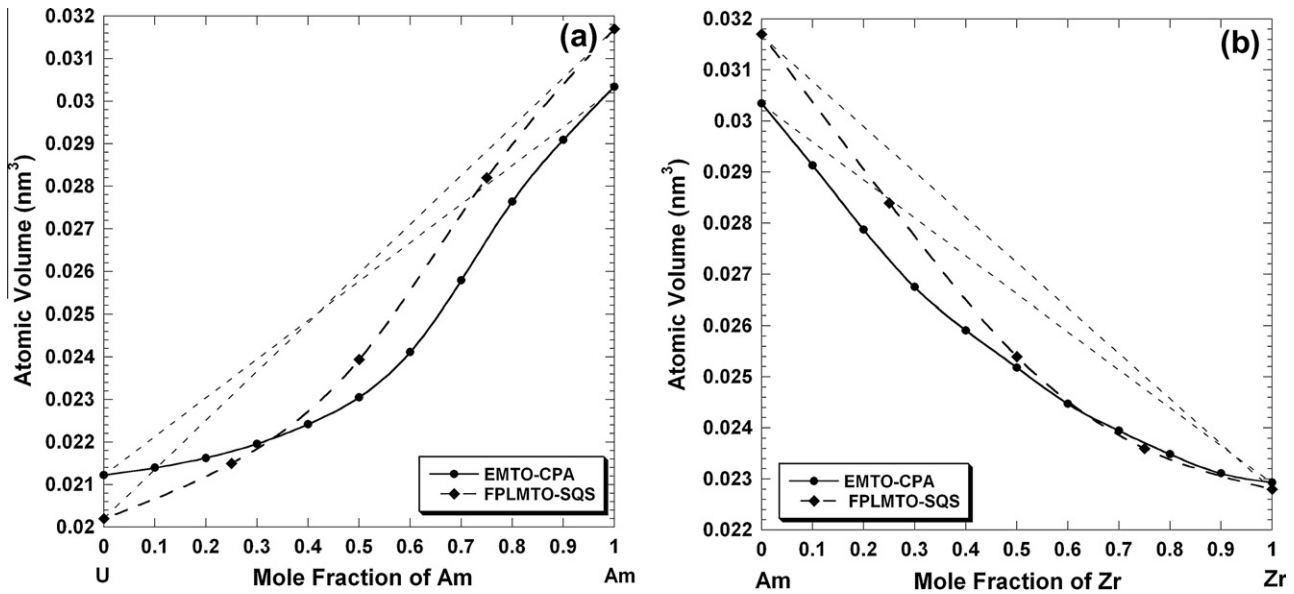 (a)
Atomic Volume (nm³)
0.032
0.031
0.03
0.029
0.028
0.027
0.026
0.025
0.024
0.023
0.022
0.021
0.02
EMTO-CPA
FPLMTO-SQS
0 0.1 0.2 0.3 0.4 0.5 0.6 0.7 0.8 0.9 1
U Mole Fraction of Am Am
(b)
Atomic Volume (nm³)
0.032
0.031
0.03
0.029
0.028
0.027
0.026
0.025
0.024
0.023
0.022
EMTO-CPA
FPLMTO-SQS
0 0.1 0.2 0.3 0.4 0.5 0.6 0.7 0.8 0.9 1
Am Mole Fraction of Zr Zr